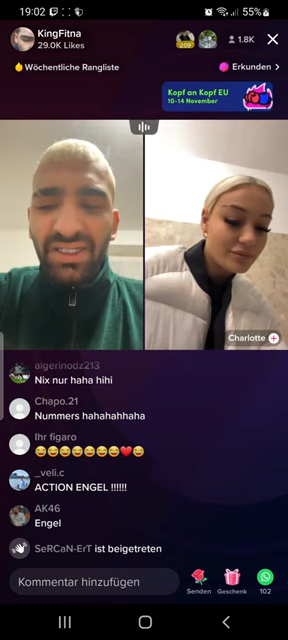 19:02
55%
KingFitna
29.0K Likes
209
1.8K
Wöchentliche Rangliste
Erkunden >
Kopf an Kopf EU
10-14 November
Charlotte
algerinodz213
Nix nur haha hihi
Chapo.21
Nummers hahahahhaha
Ihr figaro
😂😂😂😂😂😂😂❤️😂
_veli.c
ACTION ENGEL !!!!!!
AK46
Engel
SeRCaN-ErT ist beigetreten
Kommentar hinzufügen
Senden
Geschenk
102